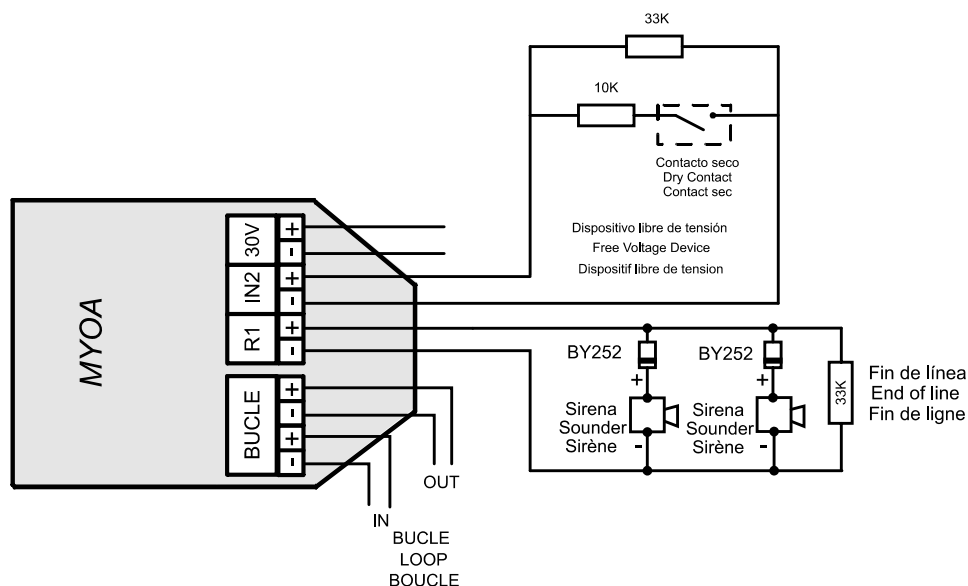 33K
10K
Contacto seco
Dry Contact
Contact sec
Dispositivo libre de tensión
Free Voltage Device
Dispositif libre de tension
MYOA
30V
+
-
IN2
+
-
R1
+
-
BUCLE
+
-
+
-
BY252
BY252
+
+
Sirena
Sounder
Sirène
-
Sirena
Sounder
Sirène
-
33K
Fin de línea
End of line
Fin de ligne
OUT
IN
BUCLE
LOOP
BOUCLE